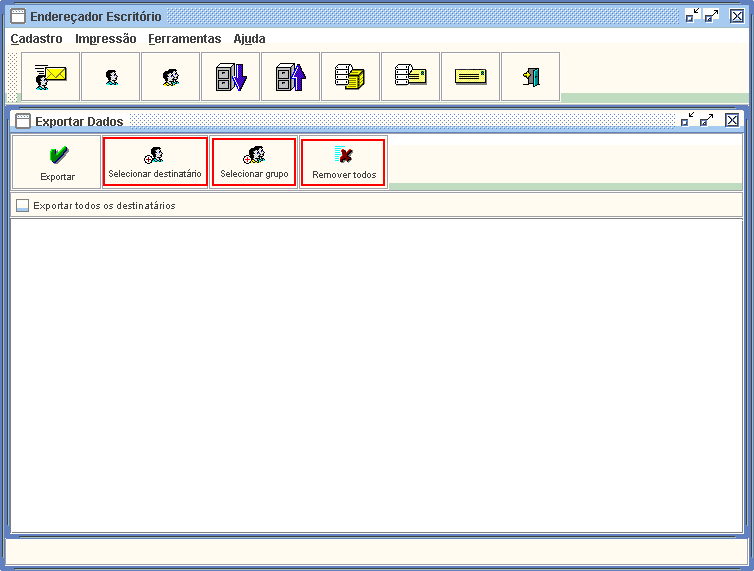 Endereçador Escritório
Cadastro Impressão Ferramentas Ajuda
Exportar Dados
Exportar Selecionar destinatário Selecionar grupo Remover todos
Exportar todos os destinatários